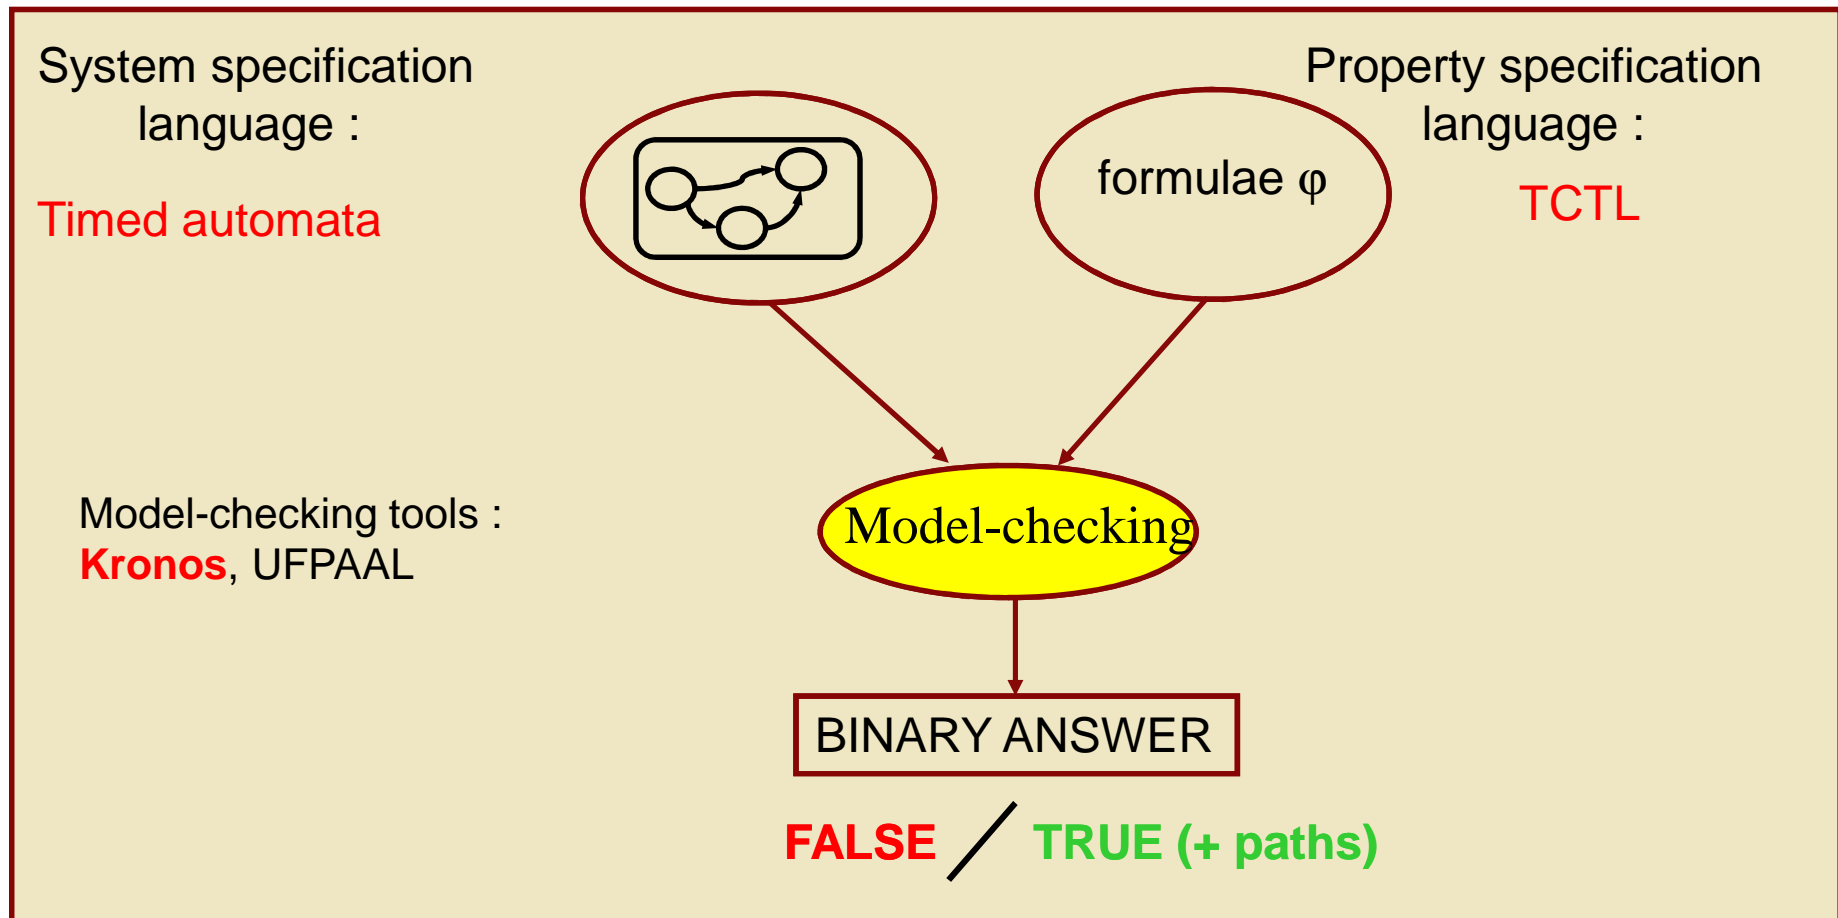 System specification
language :
Timed automata
formulae φ
Property specification
language :
TCTL
Model-checking tools :
Kronos, UFPAAL
Model-checking
BINARY ANSWER
FALSE / TRUE (+ paths)